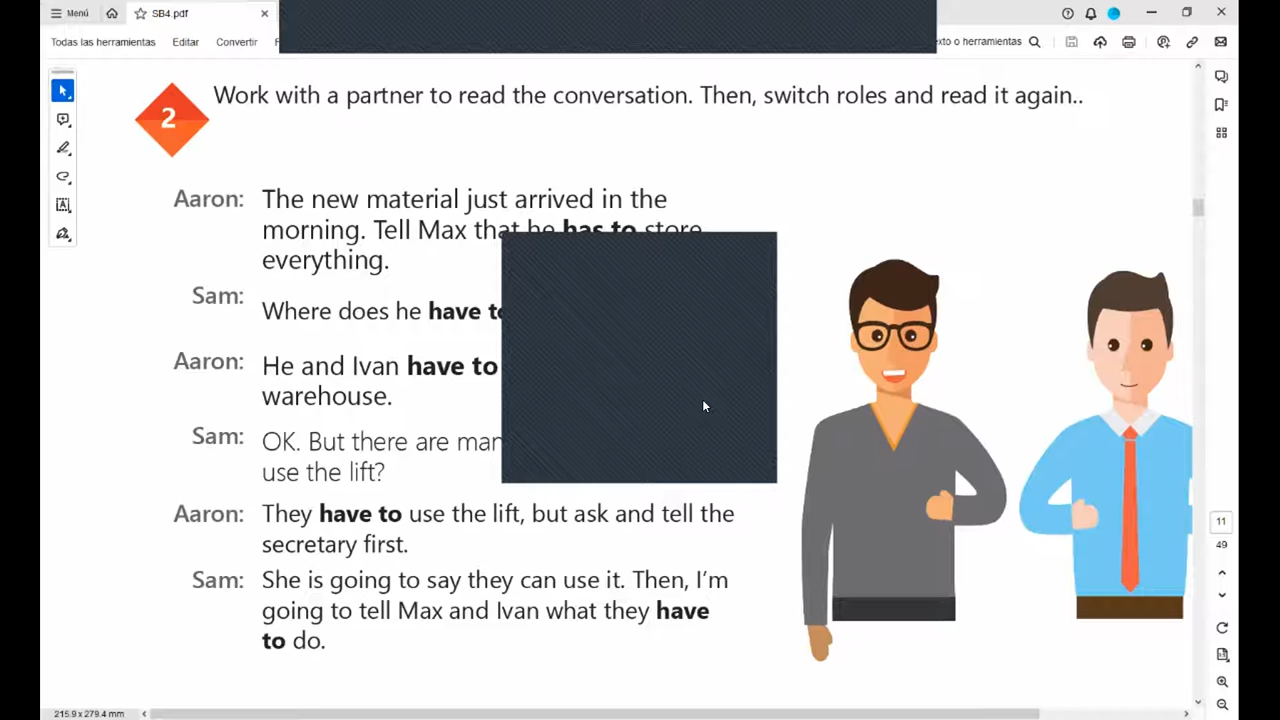 Menú
SB4.pdf
Todas las herramientas
Editar
Convertir
xto o herramientas
2
Work with a partner to read the conversation. Then, switch roles and read it again..
Aaron: The new material just arrived in the
morning. Tell Max that he has to store
everything.
Sam: Where does he have to
Aaron: He and Ivan have to
warehouse.
Sam: OK. But there are man
use the lift?
Aaron: They have to use the lift, but ask and tell the
secretary first.
Sam: She is going to say they can use it. Then, I’m
going to tell Max and Ivan what they have
to do.
11
49
215.9 x 279.4 mm